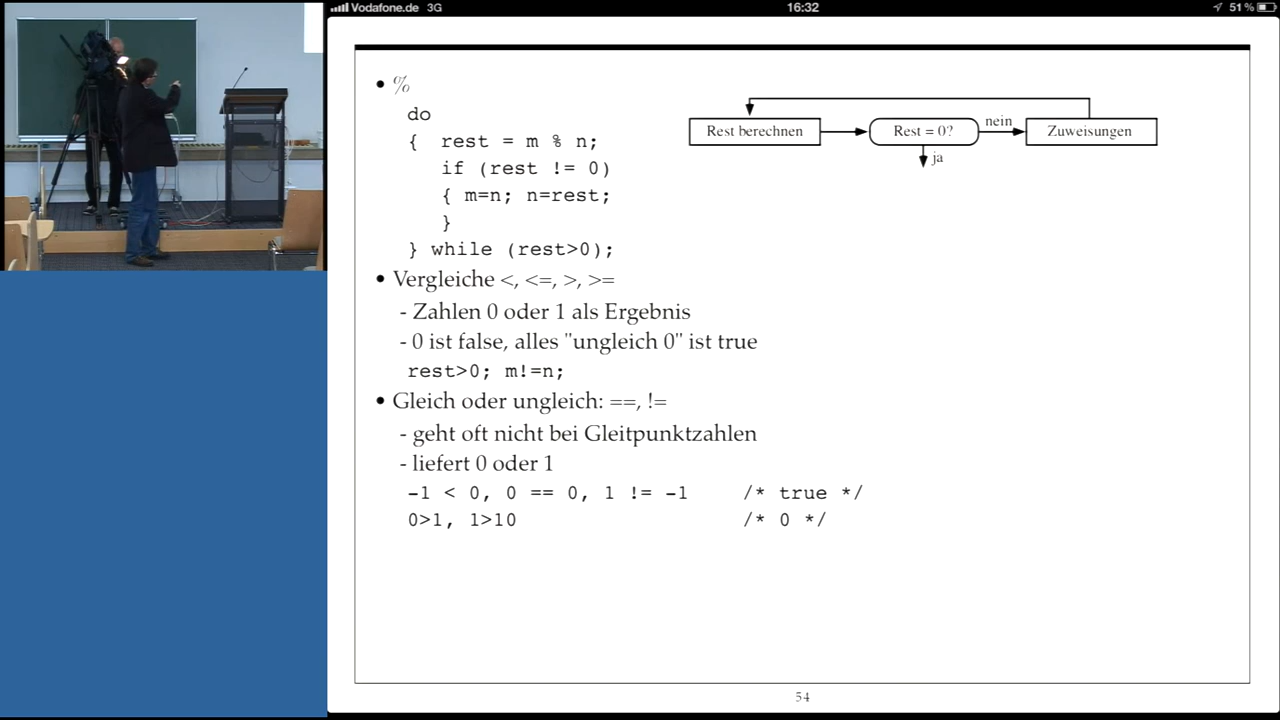 Vodafone.de 3G 16:32 51 %
• %
do
{ rest = m % n;
if (rest != 0)
{ m=n; n=rest;
}
} while (rest>0);
Rest berechnen
Rest = 0?
nein
Zuweisungen
ja
• Vergleiche <, <=, >, >=
- Zahlen 0 oder 1 als Ergebnis
- 0 ist false, alles "ungleich 0" ist true
rest>0; m!=n;
• Gleich oder ungleich: ==, !=
- geht oft nicht bei Gleitpunktzahlen
- liefert 0 oder 1
-1 < 0, 0 == 0, 1 != -1 /* true */
0>1, 1>10 /* 0 */
54